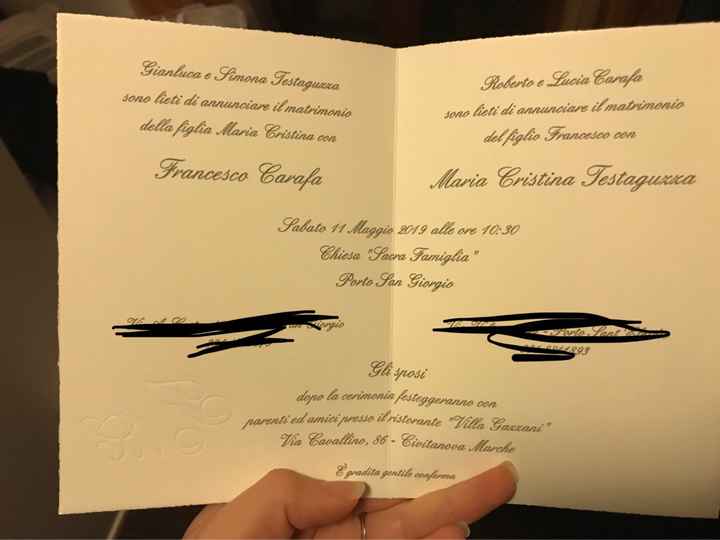 Gianluca e Simona Testaguzza
sono lieti di annunciare il matrimonio
della figlia Maria Cristina con
Francesco Carafa
Roberto e Lucia Carafa
sono lieti di annunciare il matrimonio
del figlio Francesco con
Maria Cristina Testaguzza
Sabato 11 Maggio 2019 alle ore 10:30
Chiesa "Sacra Famiglia"
Porto San Giorgio
Giorgio
Porto
Gli sposi
dopo la cerimonia festeggeranno con
parenti ed amici presso il ristorante "Villa Gazzani"
Via Cavallino, 86 - Civitanova Marche
È gradita gentile conferma